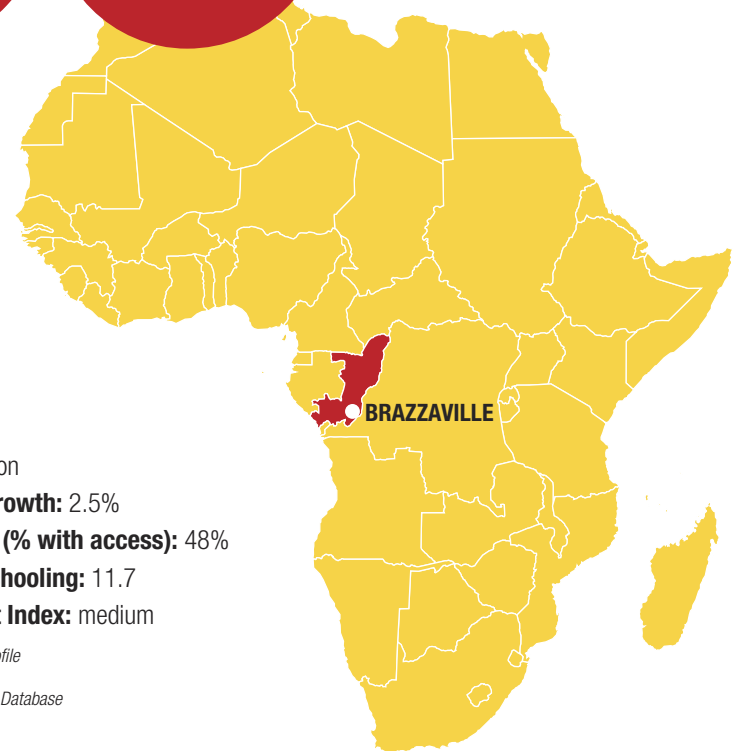 BRAZZAVILLE
on
rowth: 2.5%
(% with access): 48%
hooling: 11.7
Index: medium
ofile
Database